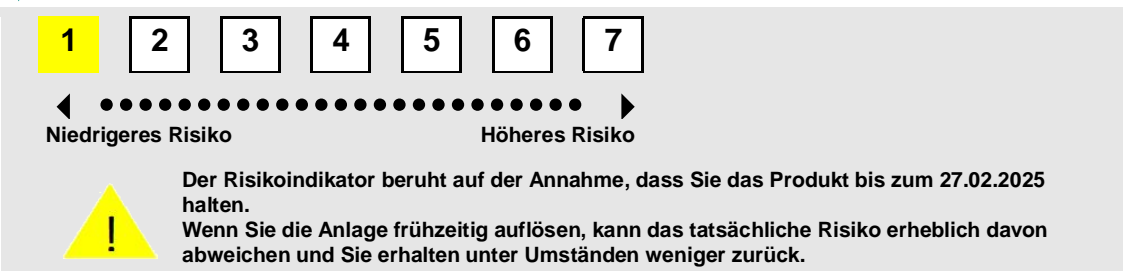 1 2 3 4 5 6 7
Niedrigeres Risiko Höheres Risiko
Der Risikoindikator beruht auf der Annahme, dass Sie das Produkt bis zum 27.02.2025
halten.
Wenn Sie die Anlage frühzeitig auflösen, kann das tatsächliche Risiko erheblich davon
abweichen und Sie erhalten unter Umständen weniger zurück.
!